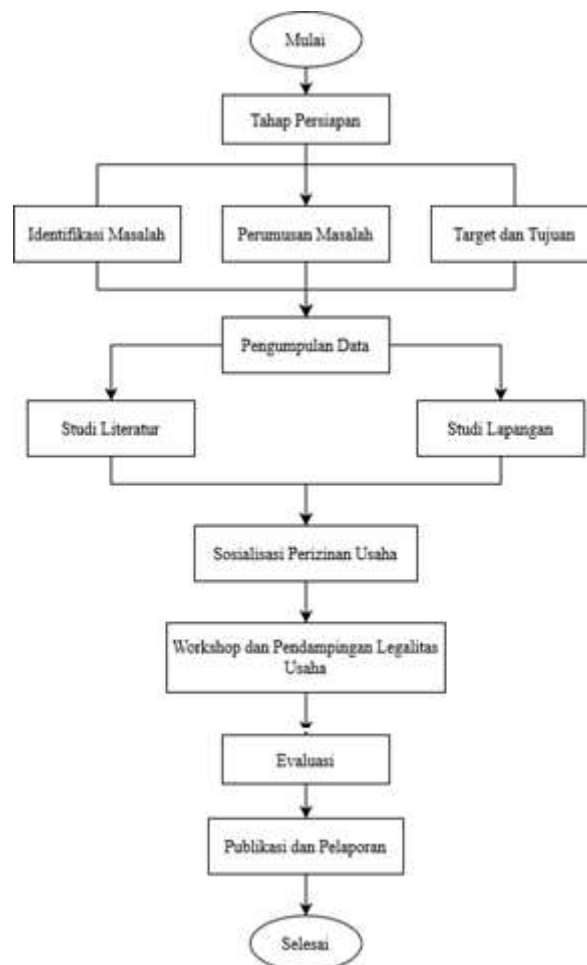 Mulai
Tahap Persiapan
Identifikasi Masalah
Perumusan Masalah
Target dan Tujuan
Pengumpulan Data
Studi Literatur
Studi Lapangan
Sosialisasi Perizinan Usaha
Workshop dan Pendampingan Legalitas
Usaha
Evaluasi
Publikasi dan Pelaporan
Selesai